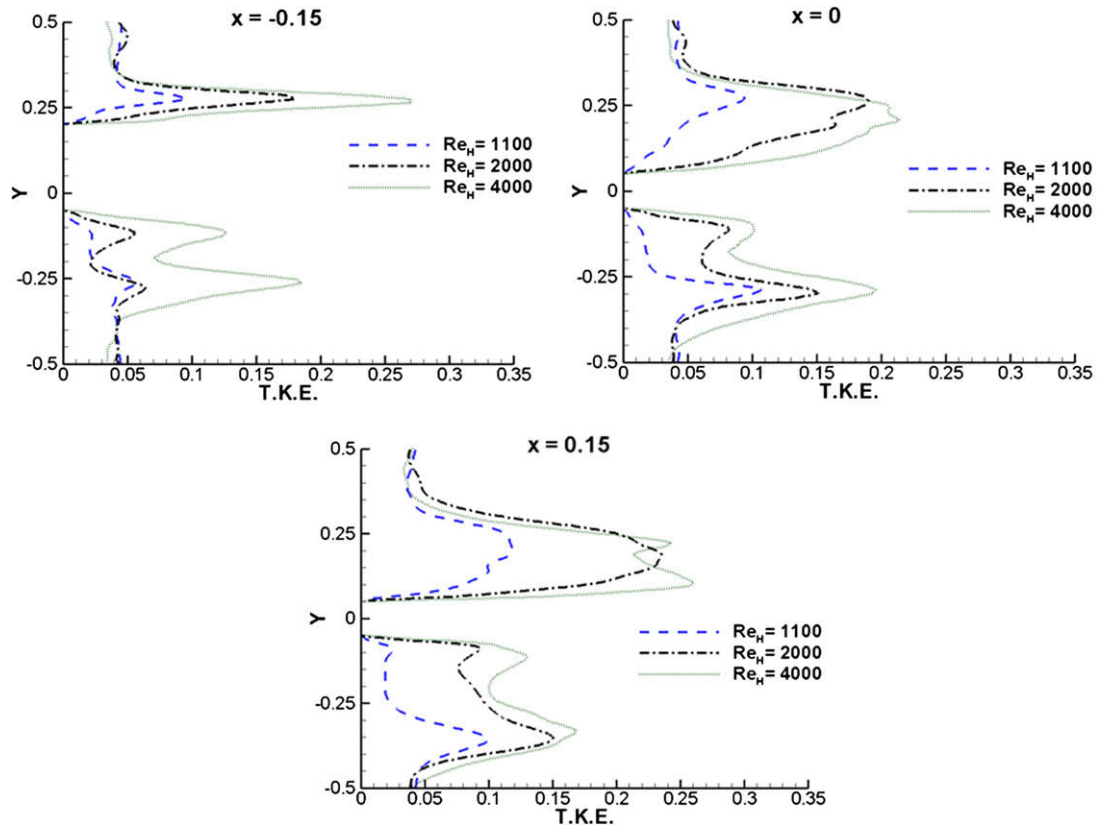 x = -0.15
0.5
0.25
Y
0
-0.25
-0.5
Re_H = 1100
Re_H = 2000
Re_H = 4000
0 0.05 0.1 0.15 0.2 0.25 0.3 0.35
T.K.E.
x = 0
0.5
0.25
Y
0
-0.25
-0.5
Re_H = 1100
Re_H = 2000
Re_H = 4000
0 0.05 0.1 0.15 0.2 0.25 0.3 0.35
T.K.E.
x = 0.15
0.5
0.25
Y
0
-0.25
-0.5
Re_H = 1100
Re_H = 2000
Re_H = 4000
0 0.05 0.1 0.15 0.2 0.25 0.3 0.35
T.K.E.